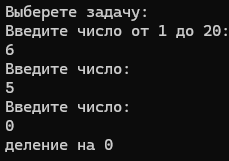 Выберете задачу:
Введите число от 1 до 20:
6
Введите число:
5
Введите число:
0
деление на 0